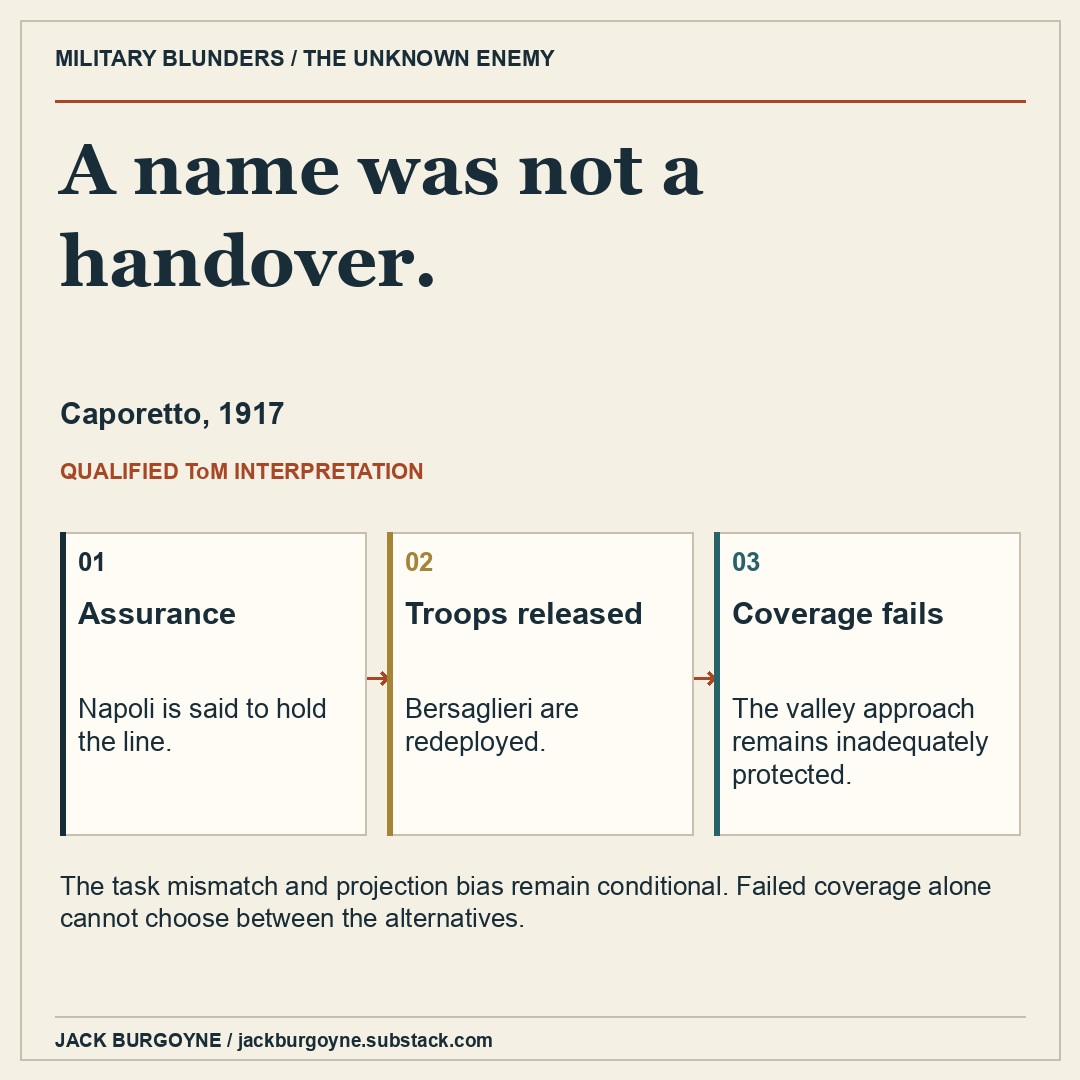 MILITARY BLUNDERS / THE UNKNOWN ENEMY
A name was not a
handover.
Caporetto, 1917
QUALIFIED ToM INTERPRETATION
01
Assurance
Napoli is said to hold
the line.
02
Troops released
Bersaglieri are
redeployed.
03
Coverage fails
The valley approach
remains inadequately
protected.
The task mismatch and projection bias remain conditional. Failed coverage alone
cannot choose between the alternatives.
JACK BURGOYNE / jackburgoyne.substack.com